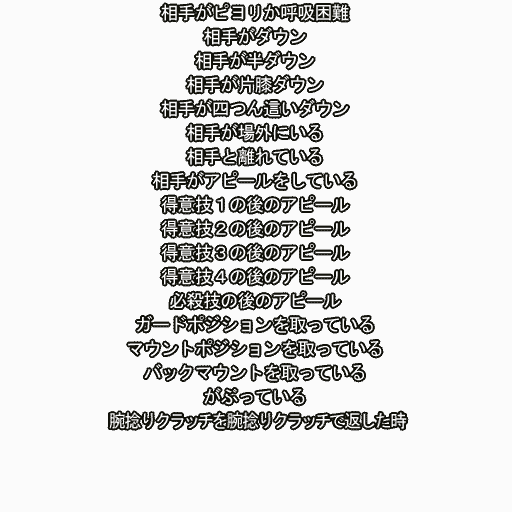 相手がピヨリか呼吸困難
相手がダウン
相手が半ダウン
相手が片膝ダウン
相手が四つん這いダウン
相手が場外にいる
相手と離れている
相手がアピールをしている
得意技１の後のアピール
得意技２の後のアピール
得意技３の後のアピール
得意技４の後のアピール
必殺技の後のアピール
ガードポジションを取っている
マウントポジションを取っている
バックマウントを取っている
がぶっている
腕捻りクラッチを腕捻りクラッチで返した時